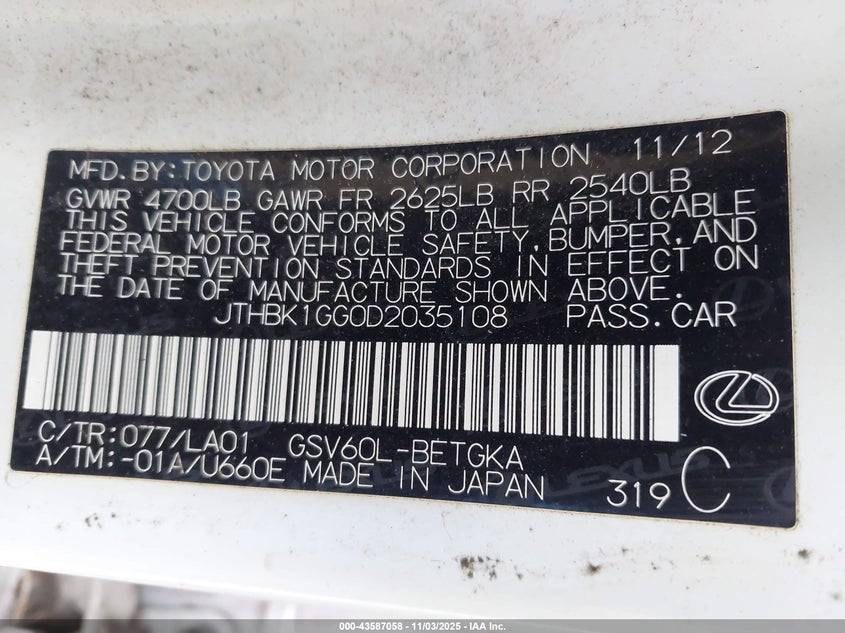 MFD.BY:TOYOTA MOTOR CORPORATION 11/12
GVWR 4700LB GAWR FR 2625LB RR 2540LB
THIS VEHICLE CONFORMS TO ALL APPLICABLE
FEDERAL MOTOR VEHICLE SAFETY,BUMPER,AND
THEFT PREVENTION STANDARDS IN EFFECT ON
THE DATE OF MANUFACTURE SHOWN ABOVE.
JTHBK1GG0D2035108 PASS.CAR
C/TR:077/LA01 GSV60L-BETGKA
A/TM:-01A/U660E MADE IN JAPAN
319 C
LEXUS
000-43587058 - 11/03/2025 - IAA Inc.